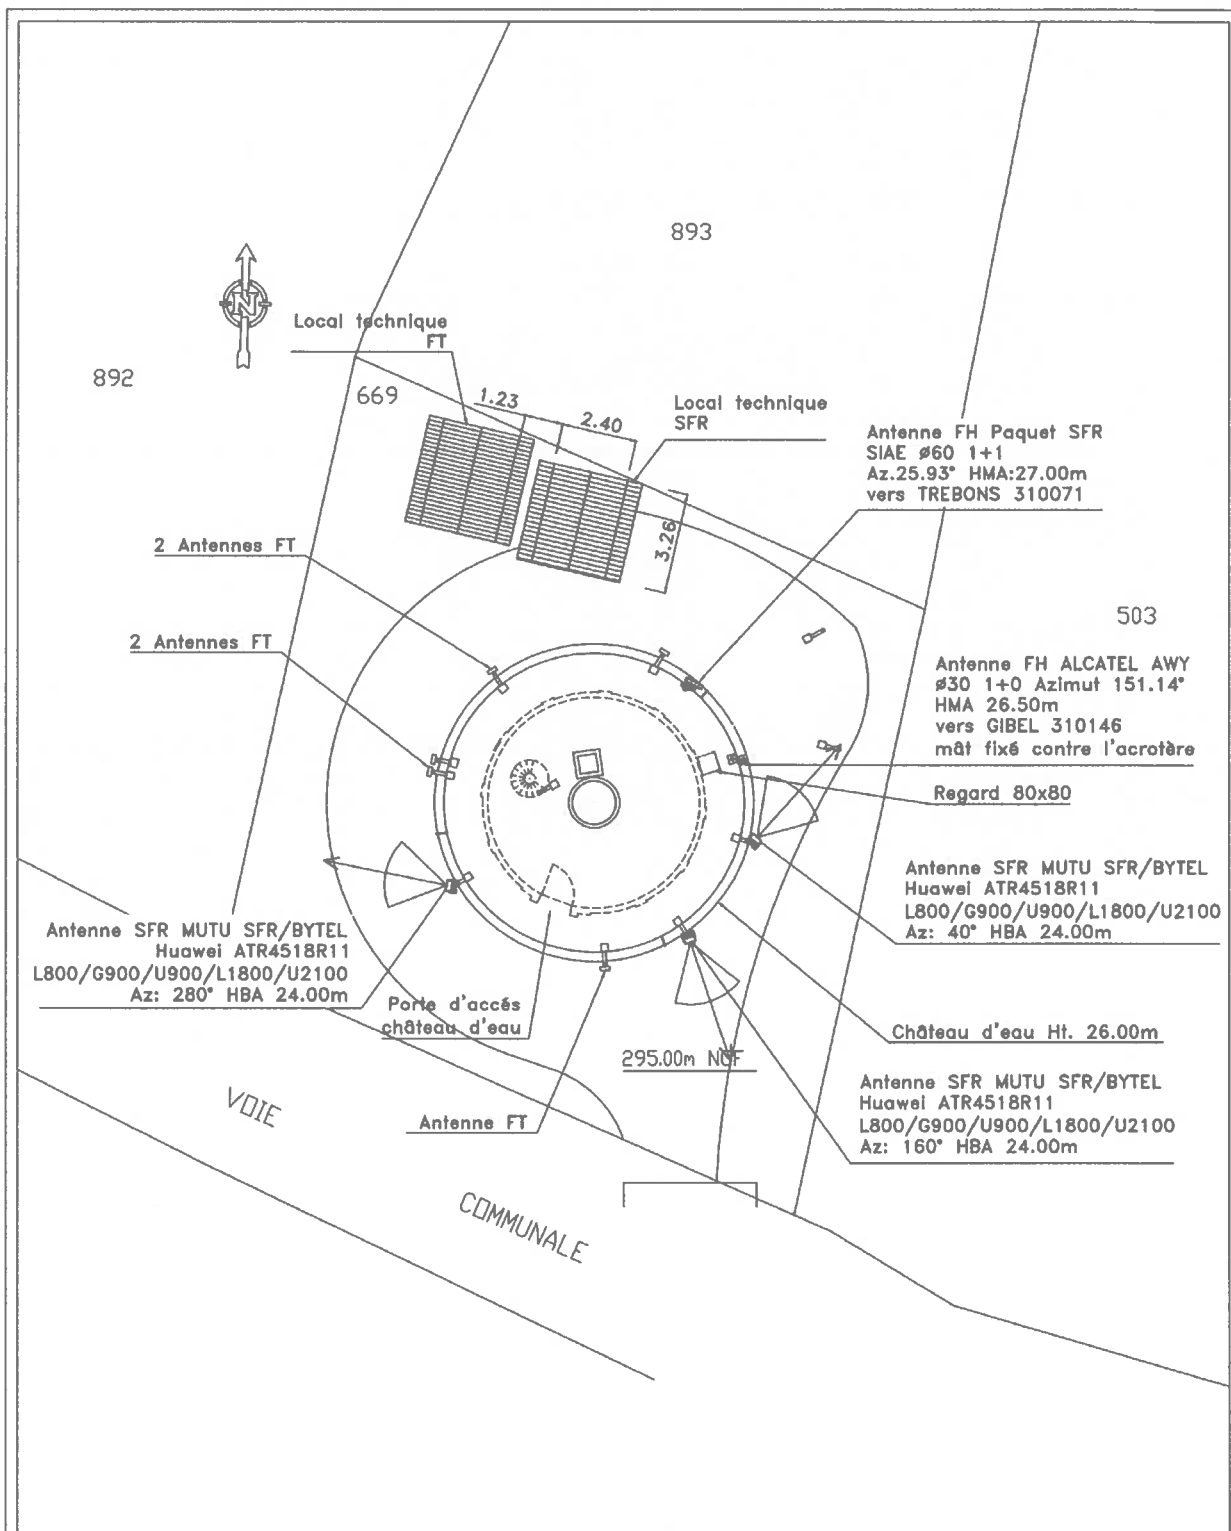 893
N
Local technique
FT
892
669
1.23
2.40
Local technique
SFR
Antenne FH Paquet SFR
SIAE ø60 1+1
Az.25.93° HMA:27.00m
vers TREBONS 310071
3.26
2 Antennes FT
2 Antennes FT
503
Antenne FH ALCATEL AWY
ø30 1+0 Azimut 151.14°
HMA 26.50m
vers GIBEL 310146
mât fixé contre l'acrotère
Regard 80x80
Antenne SFR MUTU SFR/BYTEL
Huawei ATR4518R11
L800/G900/U900/L1800/U2100
Az: 40° HBA 24.00m
Antenne SFR MUTU SFR/BYTEL
Huawei ATR4518R11
L800/G900/U900/L1800/U2100
Az: 280° HBA 24.00m
Porte d'accés
château d'eau
Château d'eau Ht. 26.00m
295.00m NGF
Antenne SFR MUTU SFR/BYTEL
Huawei ATR4518R11
L800/G900/U900/L1800/U2100
Az: 160° HBA 24.00m
Antenne FT
VOIE
COMMUNALE